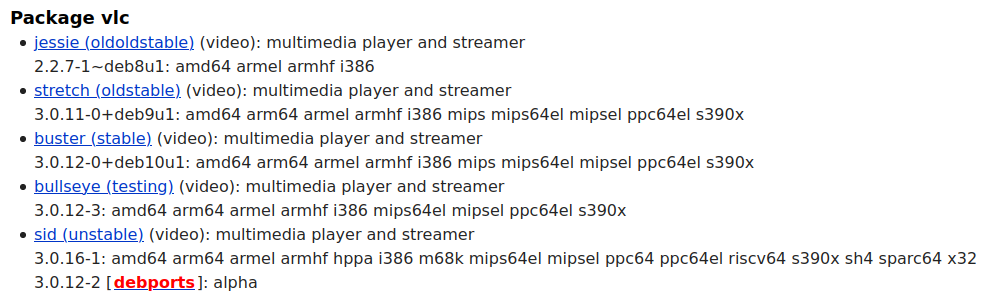 Package vlc
• jessie (oldoldstable) (video): multimedia player and streamer
2.2.7-1~deb8u1: amd64 armel armhf i386
• stretch (oldstable) (video): multimedia player and streamer
3.0.11-0+deb9u1: amd64 arm64 armel armhf i386 mips mips64el mipsel ppc64el s390x
• buster (stable) (video): multimedia player and streamer
3.0.12-0+deb10u1: amd64 arm64 armel armhf i386 mips mips64el mipsel ppc64el s390x
• bullseye (testing) (video): multimedia player and streamer
3.0.12-3: amd64 arm64 armel armhf i386 mips64el mipsel ppc64el s390x
• sid (unstable) (video): multimedia player and streamer
3.0.16-1: amd64 arm64 armel armhf hppa i386 m68k mips64el mipsel ppc64 ppc64el riscv64 s390x sh4 sparc64 x32
3.0.12-2 [debports]: alpha